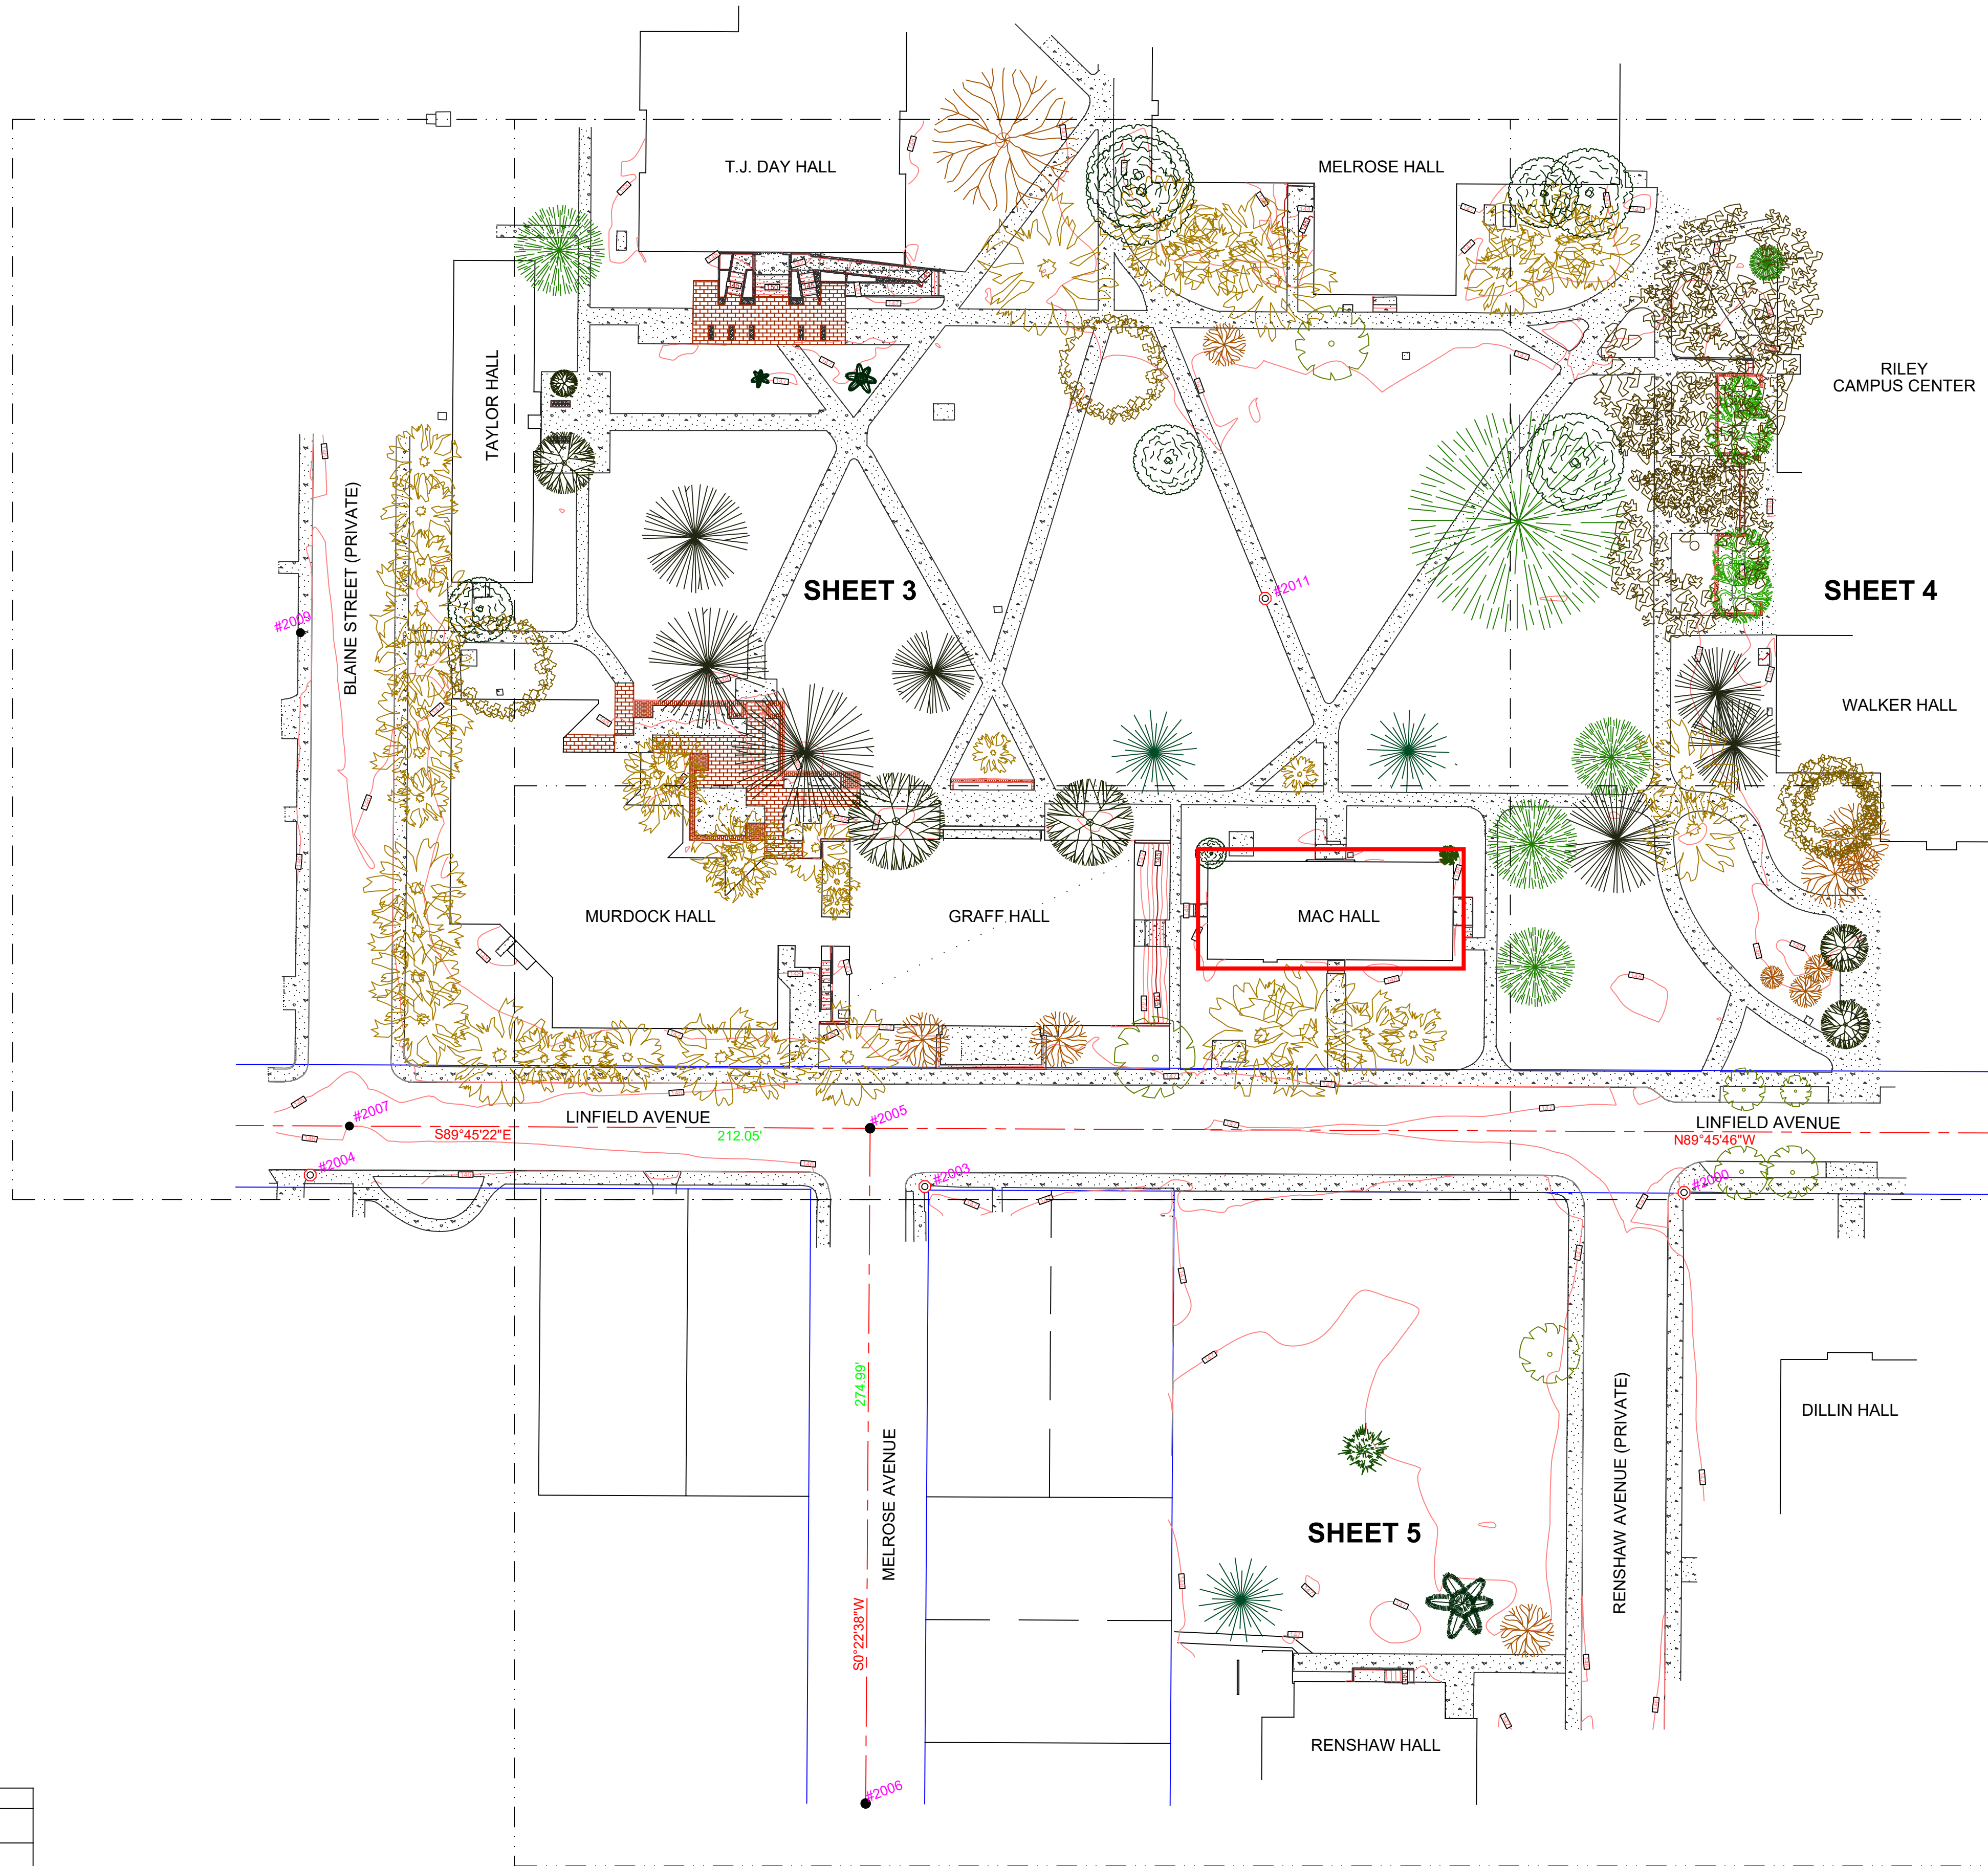 T.J. DAY HALL
MELROSE HALL
TAYLOR HALL
RILEY
CAMPUS CENTER
BLAINE STREET (PRIVATE)
SHEET 3
#2011
SHEET 4
#2009
WALKER HALL
MURDOCK HALL
GRAFF HALL
MAC HALL
#2007
LINFIELD AVENUE
#2005
LINFIELD AVENUE
S89°45'22"E
212.05'
N89°45'46"W
#2004
#2003
#2000
274.99'
MELROSE AVENUE
S0°22'38"W
SHEET 5
RENSHAW AVENUE (PRIVATE)
DILLIN HALL
RENSHAW HALL
#2006